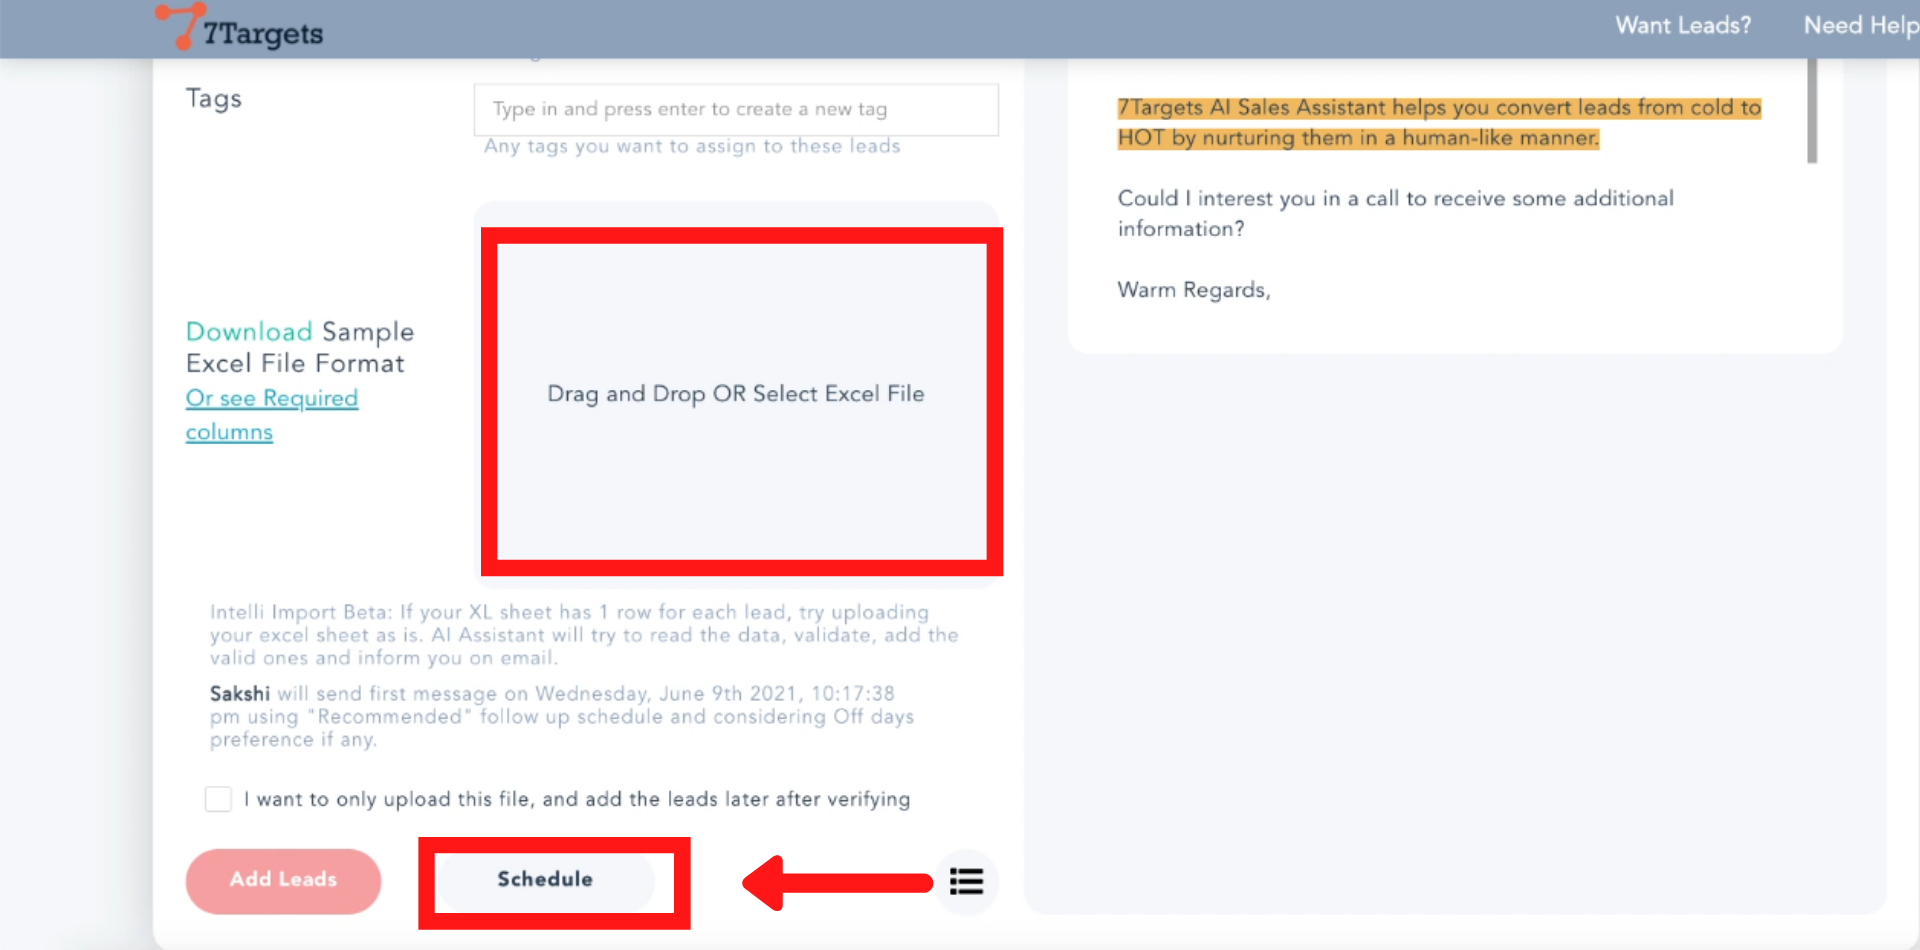 7Targets
Want Leads?
Need Help
Tags
Type in and press enter to create a new tag
Any tags you want to assign to these leads
Download Sample
Excel File Format
Or see Required
columns
Drag and Drop OR Select Excel File
Intelli Import Beta: If your XL sheet has 1 row for each lead, try uploading
your excel sheet as is. AI Assistant will try to read the data, validate, add the
valid ones and inform you on email.
Sakshi will send first message on Wednesday, June 9th 2021, 10:17:38
pm using "Recommended" follow up schedule and considering Off days
preference if any.
I want to only upload this file, and add the leads later after verifying
Add Leads
Schedule
7Targets AI Sales Assistant helps you convert leads from cold to
HOT by nurturing them in a human-like manner.
Could I interest you in a call to receive some additional
information?
Warm Regards,